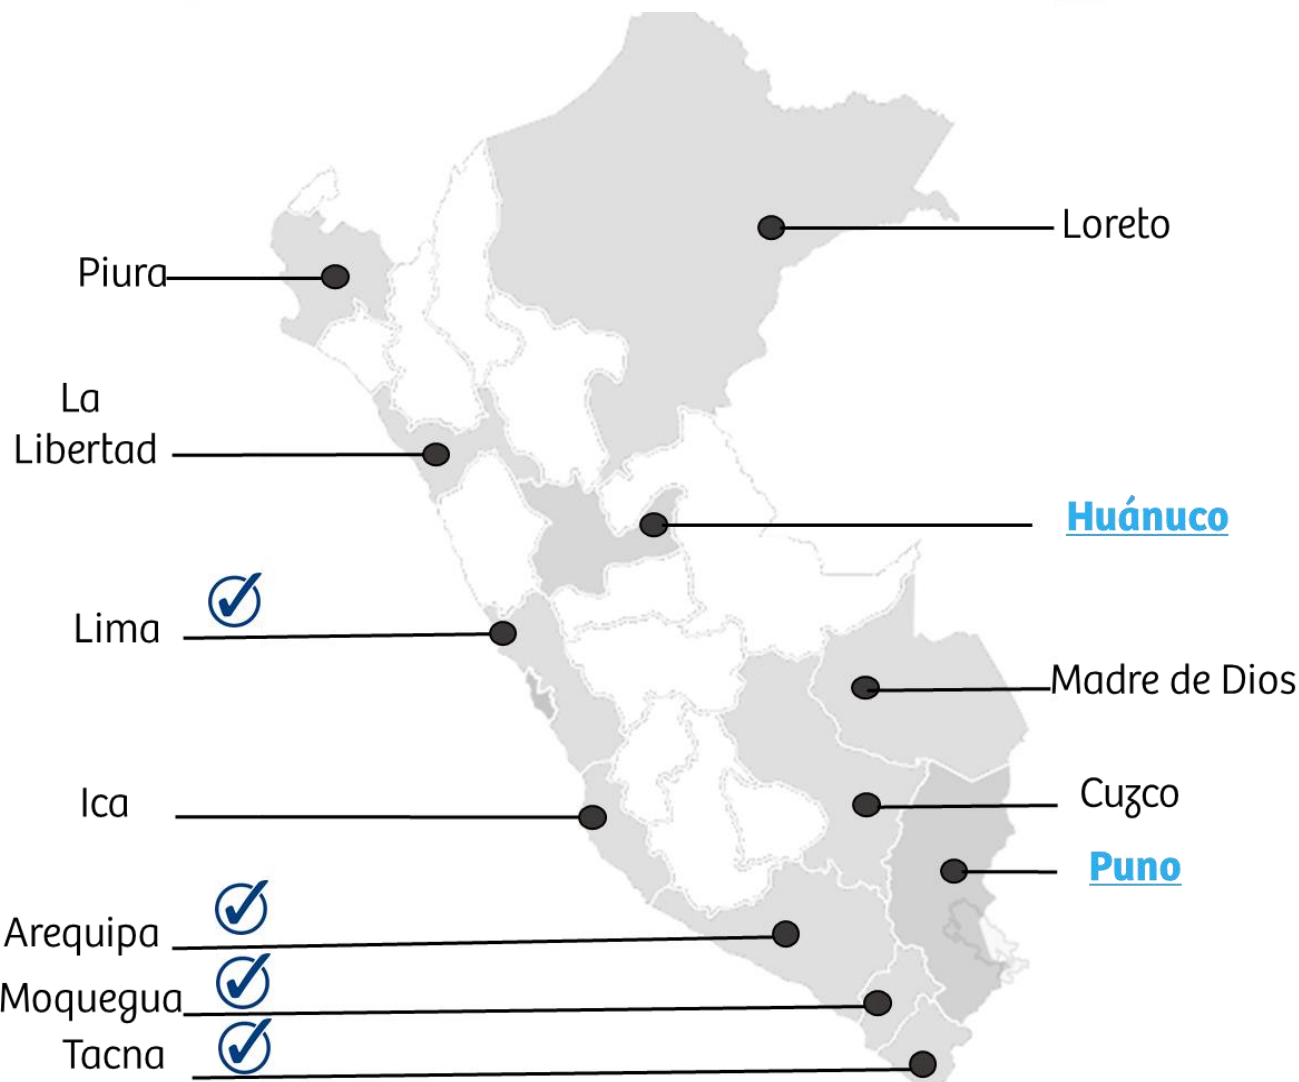 Loreto
Piura
La
Libertad
Huánuco
Lima
Madre de Dios
Ica
Cuzco
Puno
Arequipa
Moquegua
Tacna